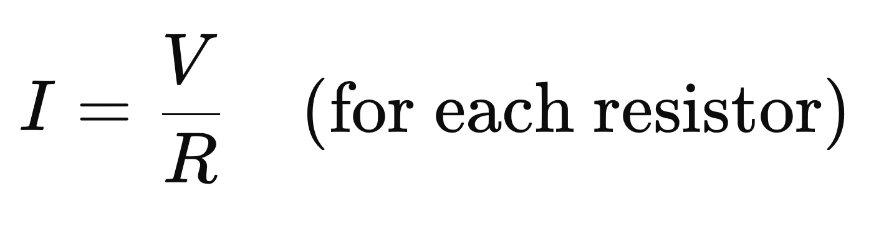 I = V/R (for each resistor)